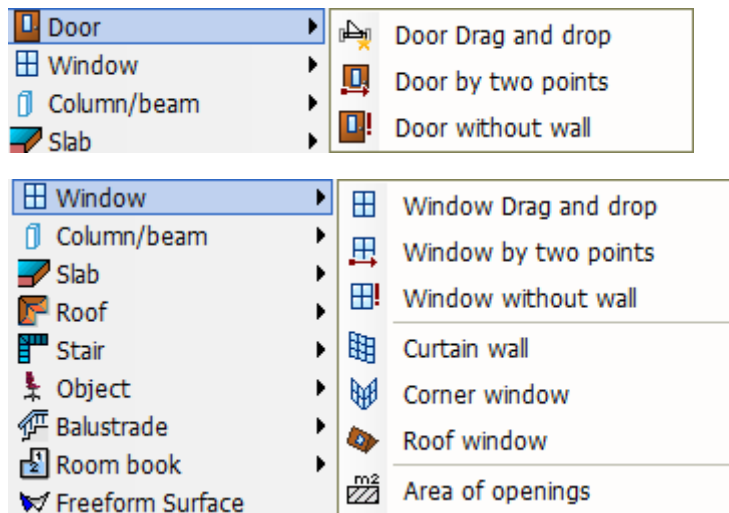 Door
Window
Column/beam
Slab
Door Drag and drop
Door by two points
Door without wall
Window
Column/beam
Slab
Roof
Stair
Object
Balustrade
Room book
Freeform Surface
Window Drag and drop
Window by two points
Window without wall
Curtain wall
Corner window
Roof window
m2
Area of openings